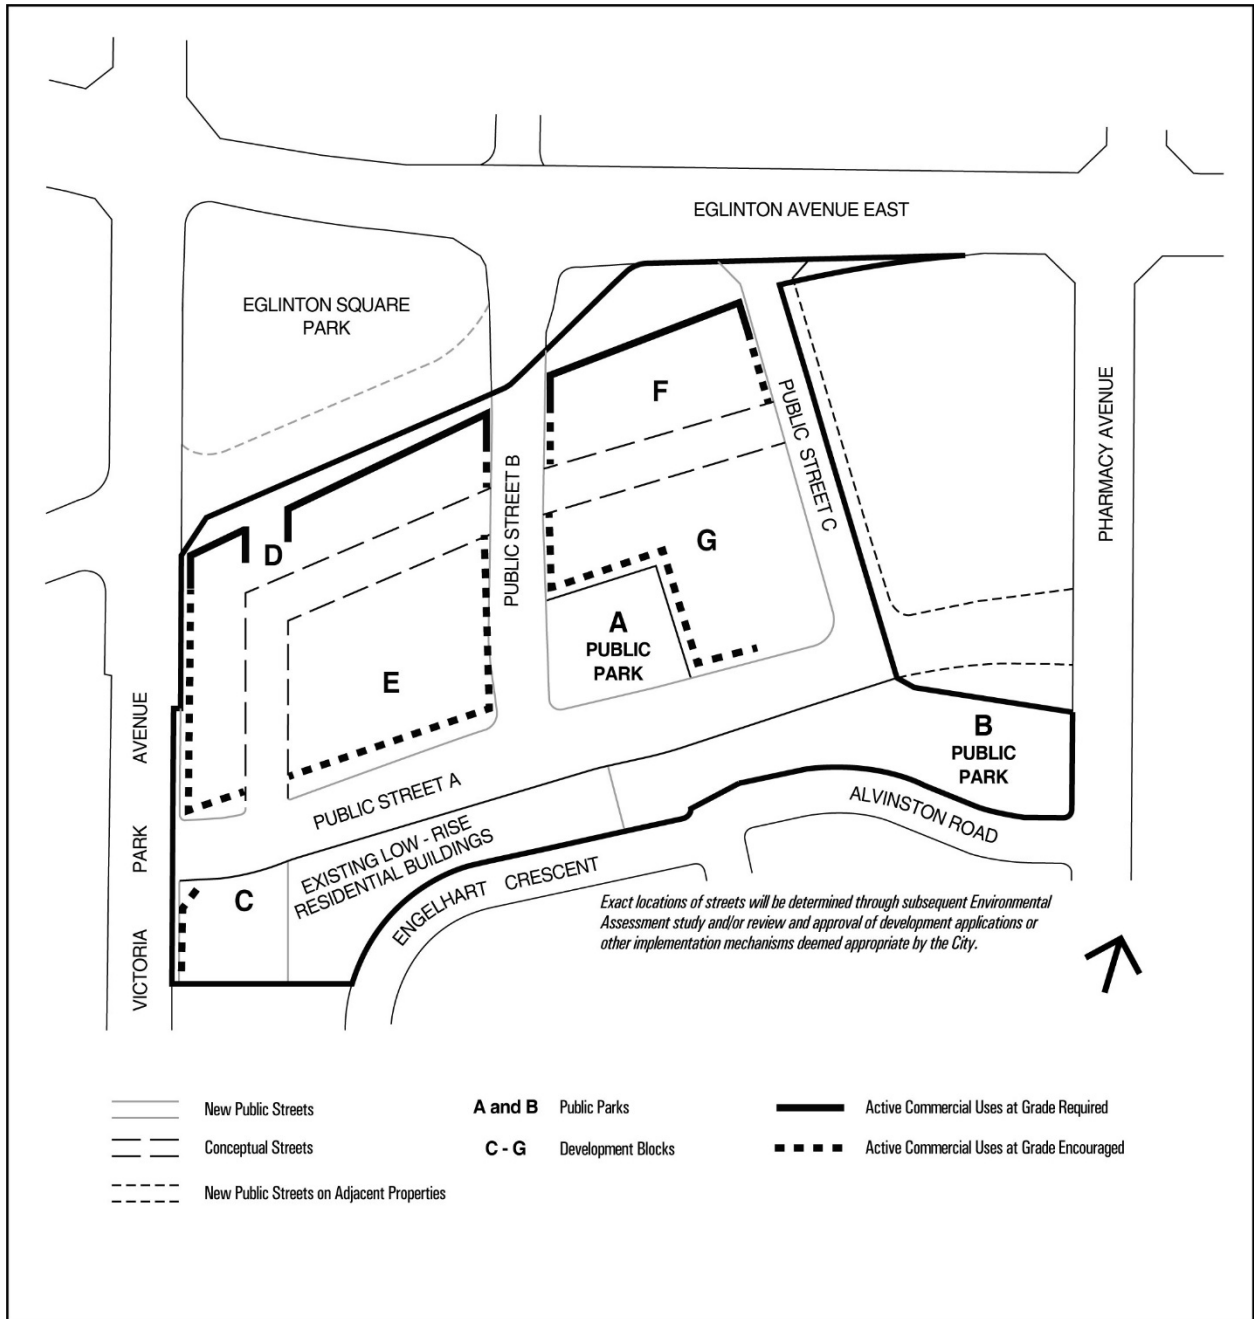 EGLINTON AVENUE EAST
EGLINTON SQUARE
PARK
F
PUBLIC STREET C
PHARMACY AVENUE
PUBLIC STREET B
D
G
A
PUBLIC
PARK
E
B
PUBLIC
PARK
VICTORIA PARK AVENUE
PUBLIC STREET A
ALVINSTON ROAD
EXISTING LOW - RISE
RESIDENTIAL BUILDINGS
C
ENGELHART CRESCENT
Exact locations of streets will be determined through subsequent Environmental
Assessment study and/or review and approval of development applications or
other implementation mechanisms deemed appropriate by the City.
New Public Streets
A and B Public Parks
Active Commercial Uses at Grade Required
Conceptual Streets
C - G Development Blocks
Active Commercial Uses at Grade Encouraged
New Public Streets on Adjacent Properties